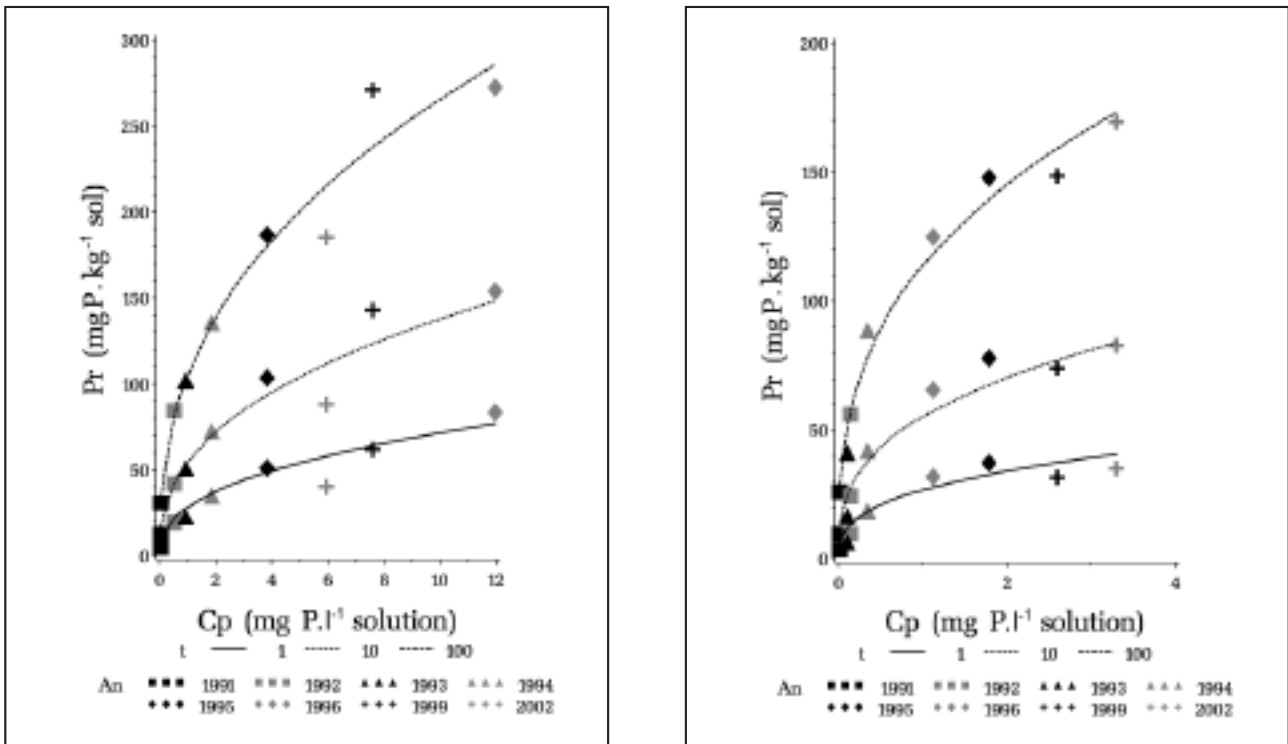 300
250
200
150
100
50
0
Pr (mgP. kg⁻¹ sol)
0 2 4 6 8 10 12
Cp (mg P.l⁻¹ solution)
t 1 10 100
An 1991 1992 1993 1994
1995 1996 1999 2002
200
150
100
50
0
Pr (mgP. kg⁻¹ sol)
0 2 4
Cp (mg P.l⁻¹ solution)
t 1 10 100
An 1991 1992 1993 1994
1995 1996 1999 2002